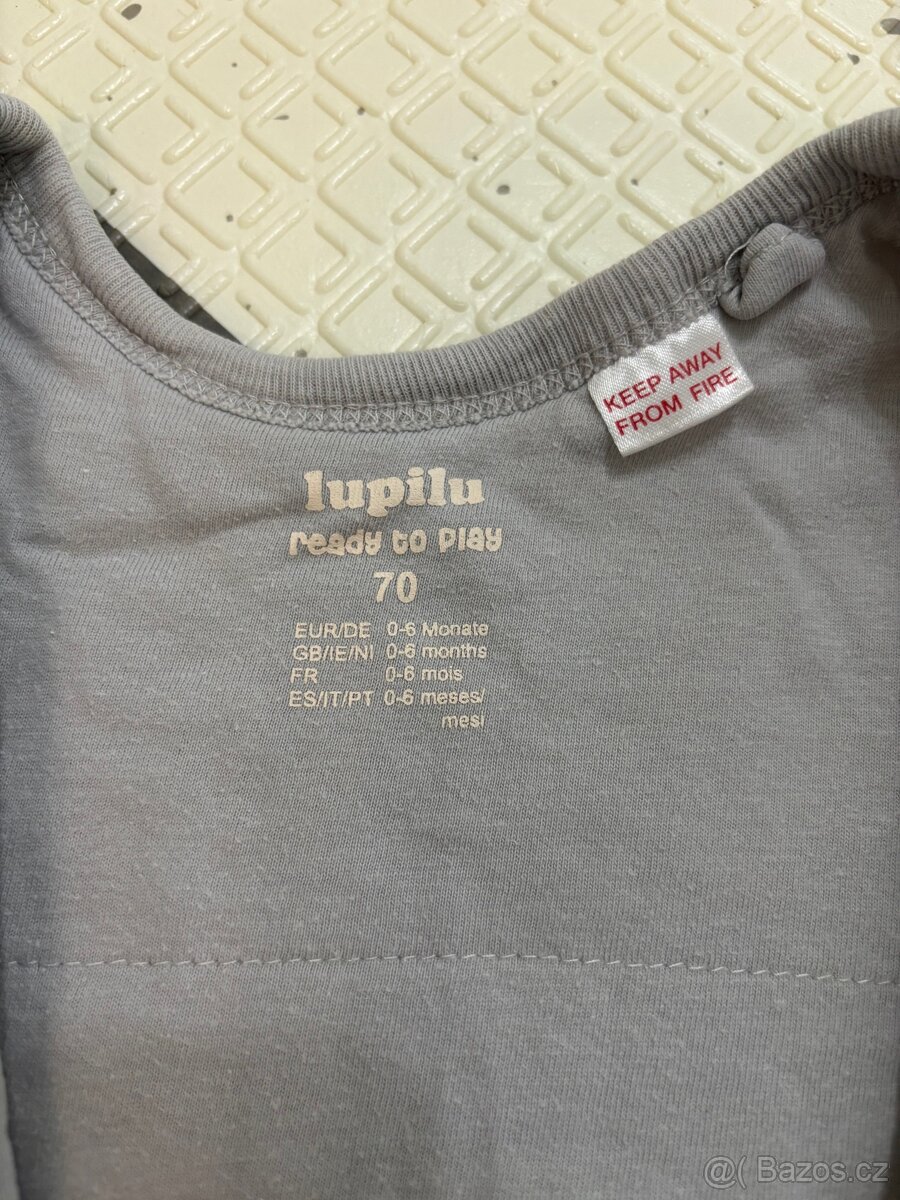 KEEP AWAY
FROM FIRE
lupilu
ready to play
70
EUR/DE 0-6 Monate
GB/IE/NI 0-6 months
FR 0-6 mois
ES/IT/PT 0-6 meses/
mesi
@( Bazos.cz